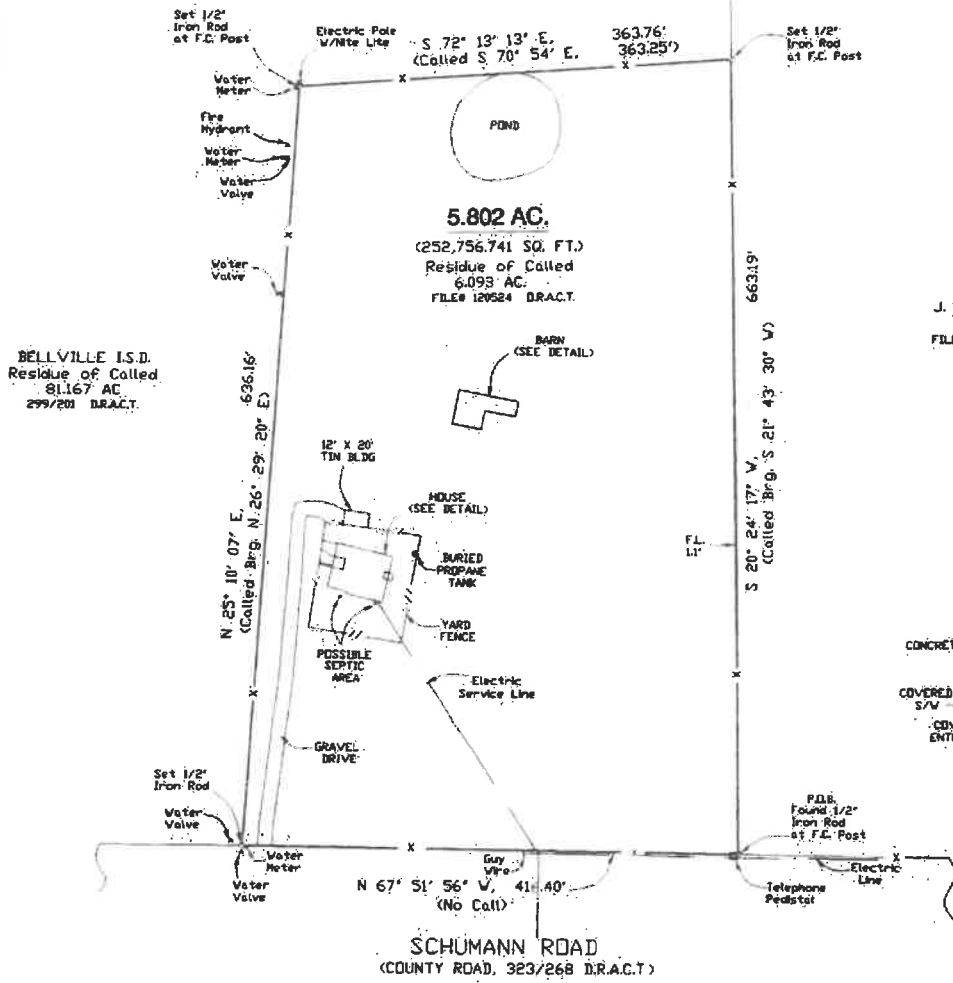 Set 1/2"
Iron Rod
at F.C. Post
Electric Pole
W/Nite Lite
S 72° 13' 13" E,
(Called S 70° 54' E,
363.76'
363.25')
Set 1/2"
Iron Rod
at F.C. Post
Water
Meter
Fire
Hydrant
Water
Meter
Water
Valve
POND
5.802 AC.
(252,756.741 SQ. FT.)
Residue of Called
6.093 AC.
FILE# 120524 D.R.A.C.T.
Water
Valve
663.19'
S 20° 24' 17" W,
(Called Brg. S 21° 43' 30" W)
J.
FILE
BELLVILLE I.S.D.
Residue of Called
81.167 AC
299/201 D.R.A.C.T.
636.16'
N 25° 10' 07" E,
(Called Brg. N 26° 29' 20" E)
BARN
(SEE DETAIL)
12' X 20'
TIN BLDG
HOUSE
(SEE DETAIL)
BURIED
PROPANE
TANK
F.L.
1.1'
YARD
FENCE
POSSIBLE
SEPTIC
AREA
Electric
Service Line
CONCRET
COVERED
S/W
ENT
GRAVEL
DRIVE
Set 1/2"
Iron Rod
Water
Valve
Water
Meter
Water
Valve
P.O.B.
Found 1/2"
Iron Rod
at F.C. Post
Guy
Wire
Electric
Line
Telephone
Pedistal
N 67° 51' 56" W,
(No Call)
SCHUMANN ROAD
(COUNTY ROAD, 323/268 D.R.A.C.T)